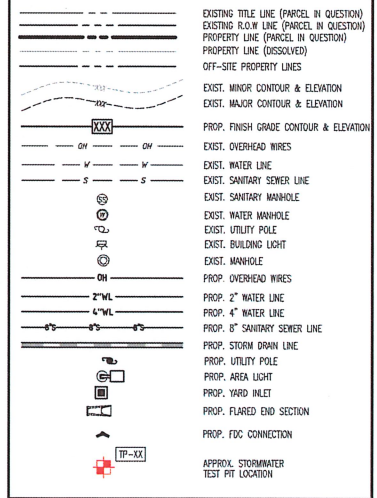 EXISTING TITLE LINE (PARCEL IN QUESTION)
EXISTING R.O.W LINE (PARCEL IN QUESTION)
PROPERTY LINE (PARCEL IN QUESTION)
PROPERTY LINE (DISSOLVED)
OFF-SITE PROPERTY LINES
EXIST. MINOR CONTOUR & ELEVATION
XXX EXIST. MAJOR CONTOUR & ELEVATION
XXX PROP. FINISH GRADE CONTOUR & ELEVATION
OH OH EXIST. OVERHEAD WIRES
W W EXIST. WATER LINE
S S EXIST. SANITARY SEWER LINE
S EXIST. SANITARY MANHOLE
W EXIST. WATER MANHOLE
EXIST. UTILITY POLE
EXIST. BUILDING LIGHT
EXIST. MANHOLE
OH PROP. OVERHEAD WIRES
2"WL PROP. 2" WATER LINE
4"WL PROP. 4" WATER LINE
8"S 8"S 8"S PROP. 8" SANITARY SEWER LINE
PROP. STORM DRAIN LINE
PROP. UTILITY POLE
PROP. AREA LIGHT
PROP. YARD INLET
PROP. FLARED END SECTION
PROP. FDC CONNECTION
TP-XX
APPROX. STORMWATER
TEST PIT LOCATION